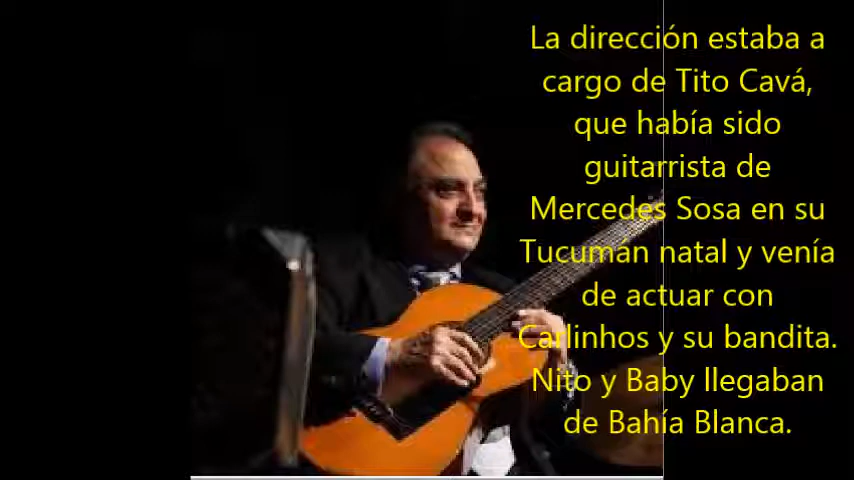 La dirección estaba a
cargo de Tito Cavá,
que había sido
guitarrista de
Mercedes Sosa en su
Tucumán natal y venía
de actuar con
Carlinhos y su bandita.
Nito y Baby llegaban
de Bahía Blanca.